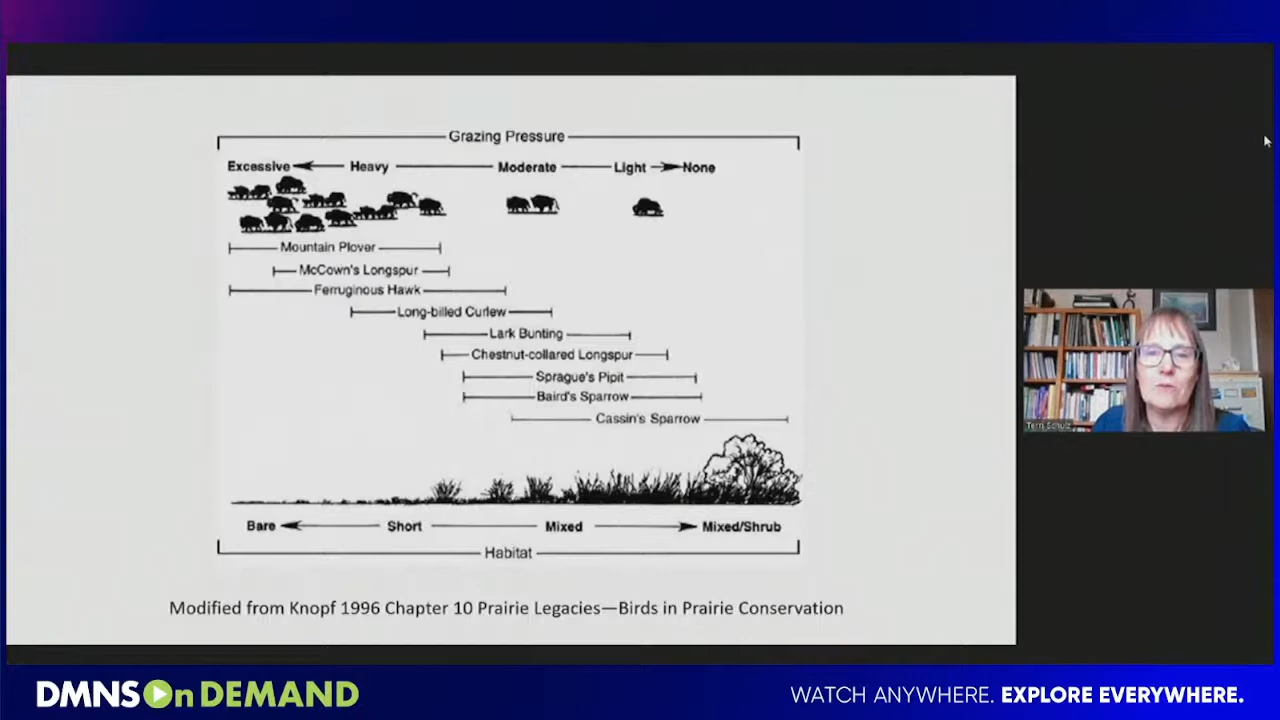 Grazing Pressure
Excessive Heavy Moderate Light None
Mountain Plover
McCown's Longspur
Ferruginous Hawk
Long-billed Curlew
Lark Bunting
Chestnut-collared Longspur
Sprague's Pipit
Baird's Sparrow
Cassin's Sparrow
Bare Short Mixed Mixed/Shrub
Habitat
Modified from Knopf 1996 Chapter 10 Prairie Legacies—Birds in Prairie Conservation
Terri Schulz
DMNS On DEMAND
WATCH ANYWHERE. EXPLORE EVERYWHERE.